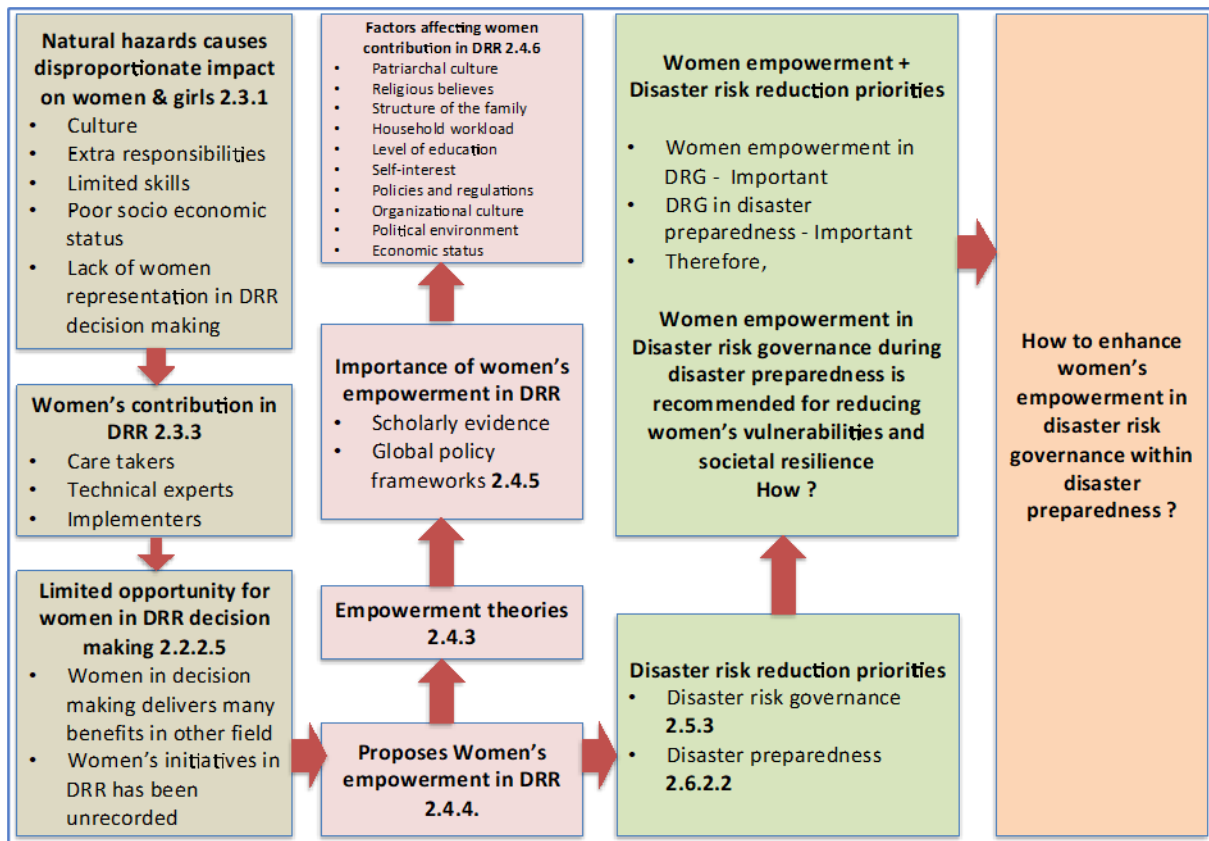 Natural hazards causes
disproportionate impact
on women & girls 2.3.1
• Culture
• Extra responsibilities
• Limited skills
• Poor socio economic
status
• Lack of women
representation in DRR
decision making
Women's contribution in
DRR 2.3.3
• Care takers
• Technical experts
• Implementers
Limited opportunity for
women in DRR decision
making 2.2.2.5
• Women in decision
making delivers many
benefits in other field
• Women's initiatives in
DRR has been
unrecorded
Factors affecting women
contribution in DRR 2.4.6
• Patriarchal culture
• Religious believes
• Structure of the family
• Household workload
• Level of education
• Self-interest
• Policies and regulations
• Organizational culture
• Political environment
• Economic status
Importance of women's
empowerment in DRR
• Scholarly evidence
• Global policy
frameworks 2.4.5
Empowerment theories
2.4.3
Proposes Women's
empowerment in DRR
2.4.4.
Women empowerment +
Disaster risk reduction priorities
• Women empowerment in
DRG - Important
• DRG in disaster
preparedness - Important
• Therefore,
Women empowerment in
Disaster risk governance during
disaster preparedness is
recommended for reducing
women's vulnerabilities and
societal resilience
How ?
Disaster risk reduction priorities
• Disaster risk governance
2.5.3
• Disaster preparedness
2.6.2.2
How to enhance
women's
empowerment in
disaster risk
governance within
disaster
preparedness ?